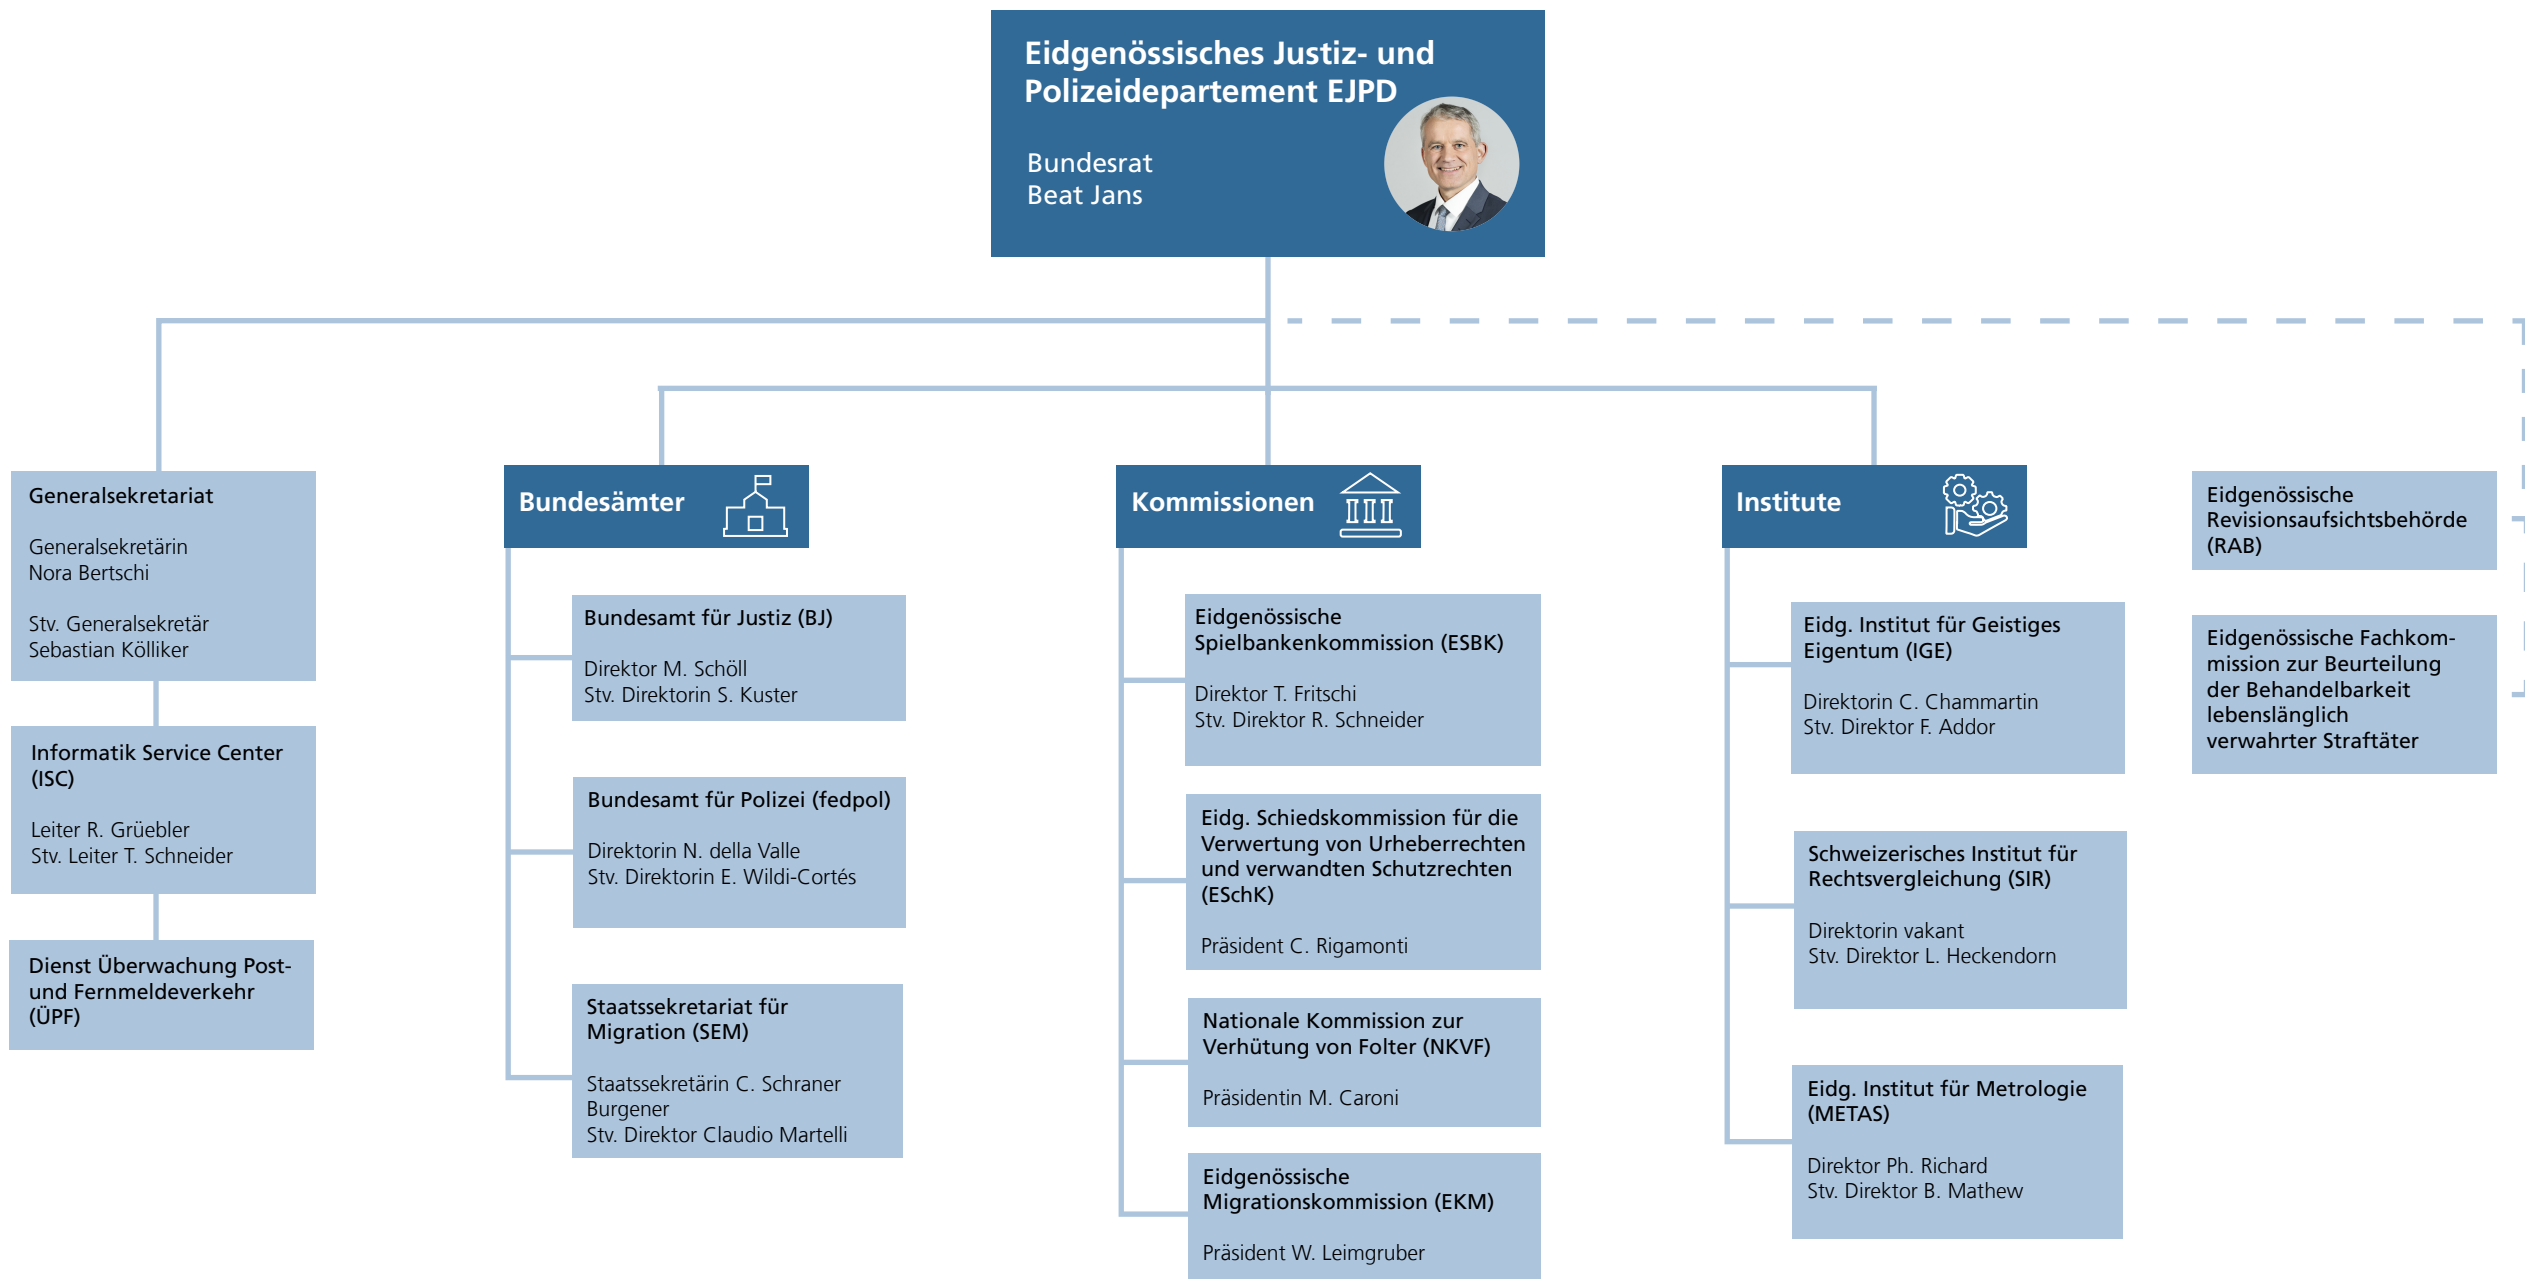 Eidgenössisches Justiz- und
Polizeidepartement EJPD
Bundesrat
Beat Jans
Generalsekretariat
Generalsekretärin
Nora Bertschi
Stv. Generalsekretär
Sebastian Kölliker
Informatik Service Center
(ISC)
Leiter R. Grüebler
Stv. Leiter T. Schneider
Dienst Überwachung Post-
und Fernmeldeverkehr
(ÜPF)
Bundesämter
Bundesamt für Justiz (BJ)
Direktor M. Schöll
Stv. Direktorin S. Kuster
Bundesamt für Polizei (fedpol)
Direktorin N. della Valle
Stv. Direktorin E. Wildi-Cortés
Staatssekretariat für
Migration (SEM)
Staatssekretärin C. Schraner
Burgener
Stv. Direktor Claudio Martelli
Kommissionen
Eidgenössische
Spielbankenkommission (ESBK)
Direktor T. Fritschi
Stv. Direktor R. Schneider
Eidg. Schiedskommission für die
Verwertung von Urheberrechten
und verwandten Schutzrechten
(ESchK)
Präsident C. Rigamonti
Nationale Kommission zur
Verhütung von Folter (NKVF)
Präsidentin M. Caroni
Eidgenössische
Migrationskommission (EKM)
Präsident W. Leimgruber
Institute
Eidg. Institut für Geistiges
Eigentum (IGE)
Direktorin C. Chammartin
Stv. Direktor F. Addor
Schweizerisches Institut für
Rechtsvergleichung (SIR)
Direktorin vakant
Stv. Direktor L. Heckendorn
Eidg. Institut für Metrologie
(METAS)
Direktor Ph. Richard
Stv. Direktor B. Mathew
Eidgenössische
Revisionsaufsichtsbehörde
(RAB)
Eidgenössische Fachkom-
mission zur Beurteilung
der Behandelbarkeit
lebenslänglich
verwahrter Straftäter